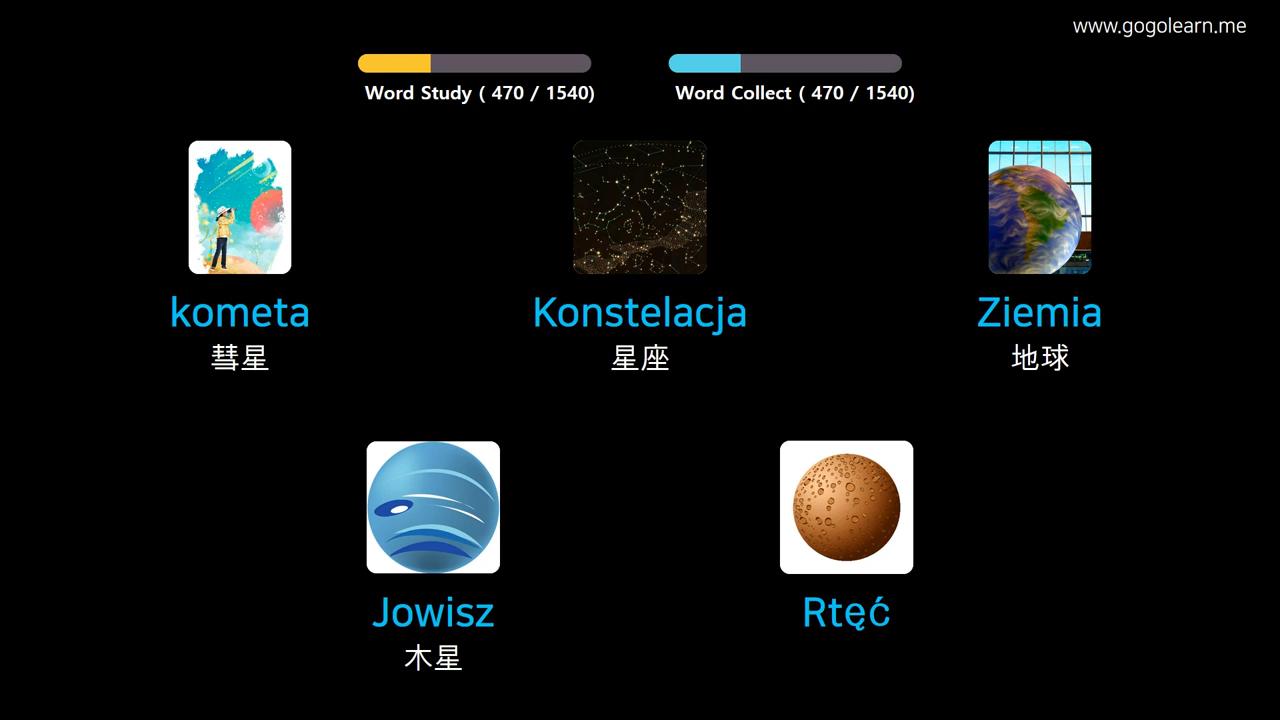 www.gogolearn.me
Word Study ( 470 / 1540)
Word Collect ( 470 / 1540)
kometa
彗星
Konstelacja
星座
Ziemia
地球
Jowisz
木星
Rtęć